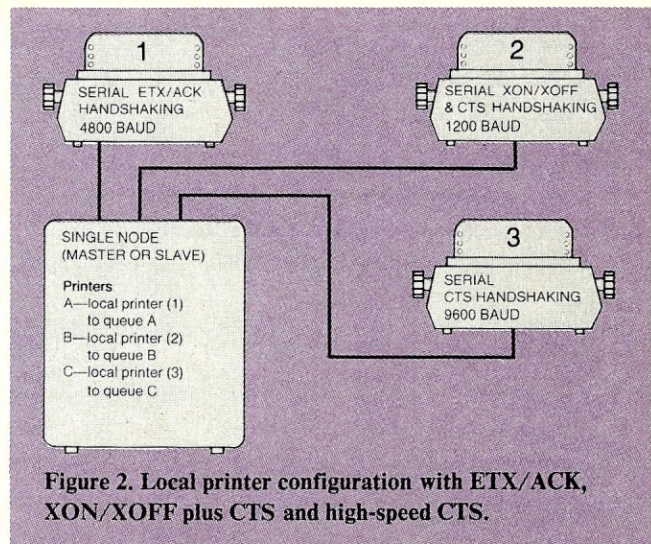 1
SERIAL ETX/ACK
HANDSHAKING
4800 BAUD
2
SERIAL XON/XOFF
& CTS HANDSHAKING
1200 BAUD
3
SERIAL
CTS HANDSHAKING
9600 BAUD
SINGLE NODE
(MASTER OR SLAVE)
Printers
A—local printer (1)
to queue A
B—local printer (2)
to queue B
C—local printer (3)
to queue C
Figure 2. Local printer configuration with ETX/ACK,
XON/XOFF plus CTS and high-speed CTS.